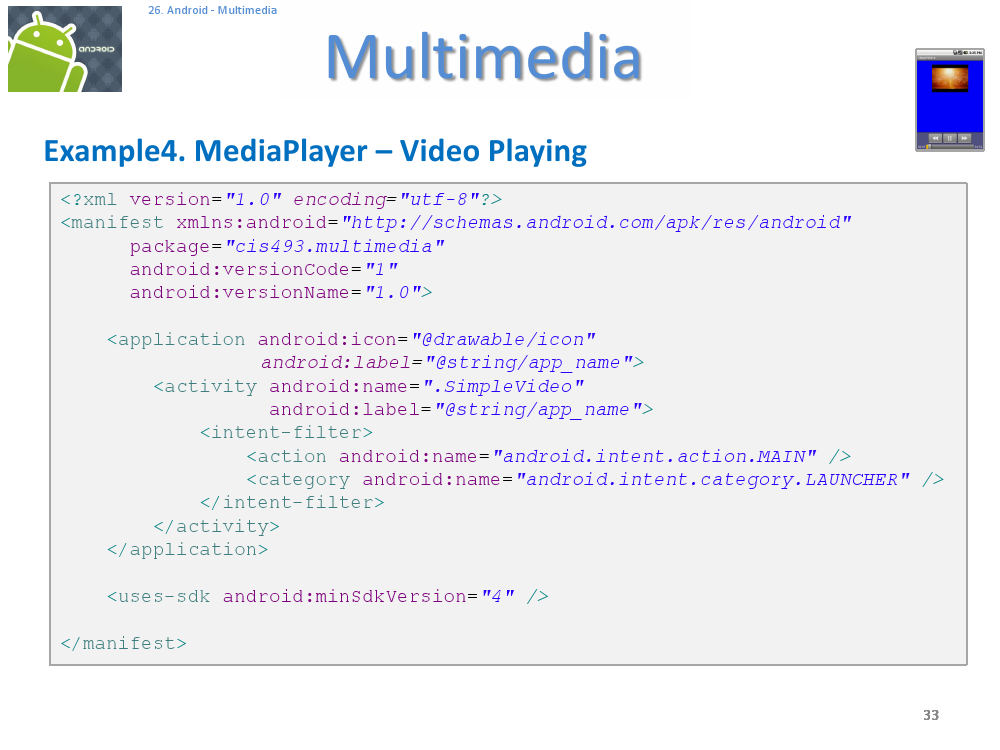 26. Android - Multimedia
Multimedia
ANDROID
Example4. MediaPlayer – Video Playing
<?xml version="1.0" encoding="utf-8"?>
<manifest xmlns:android="http://schemas.android.com/apk/res/android"
      package="cis493.multimedia"
      android:versionCode="1"
      android:versionName="1.0">
    <application android:icon="@drawable/icon"
                 android:label="@string/app_name">
        <activity android:name=".SimpleVideo"
                  android:label="@string/app_name">
            <intent-filter>
                <action android:name="android.intent.action.MAIN" />
                <category android:name="android.intent.category.LAUNCHER" />
            </intent-filter>
        </activity>
    </application>
    <uses-sdk android:minSdkVersion="4" />
</manifest>
33